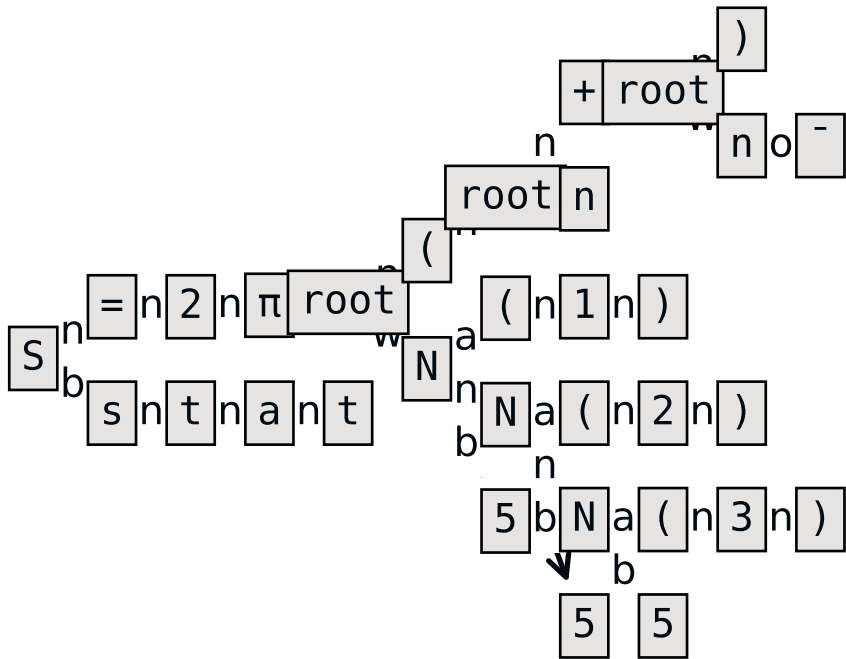 )
+ root
n n o ¯
root n
(
= n 2 n π root ( n 1 n )
S n a
N
b n
s n t n a n t N a ( n 2 n )
b
n
5 b N a ( n 3 n )
b
5 5